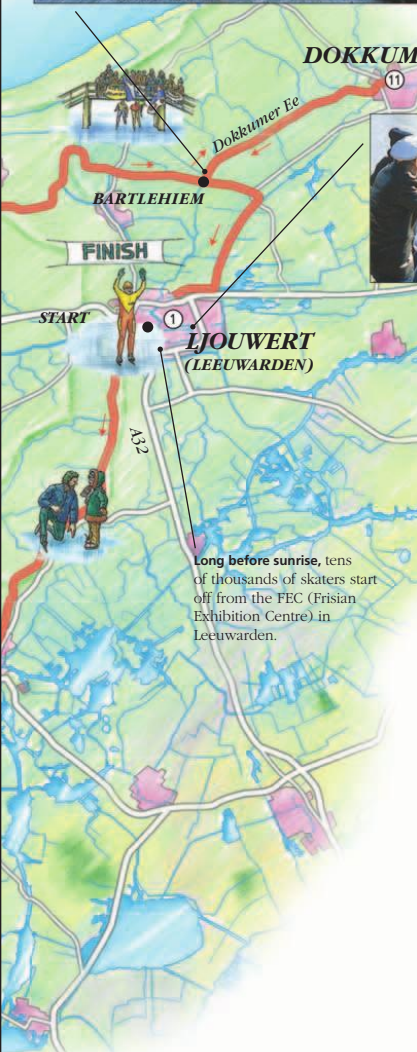 DOKKUM
11
Dokkumer Ee
BARTLEHIEM
FINISH
START
1
LJOUWERT
(LEEUWARDEN)
A32
Long before sunrise, tens
of thousands of skaters start
off from the FEC (Frisian
Exhibition Centre) in
Leeuwarden.